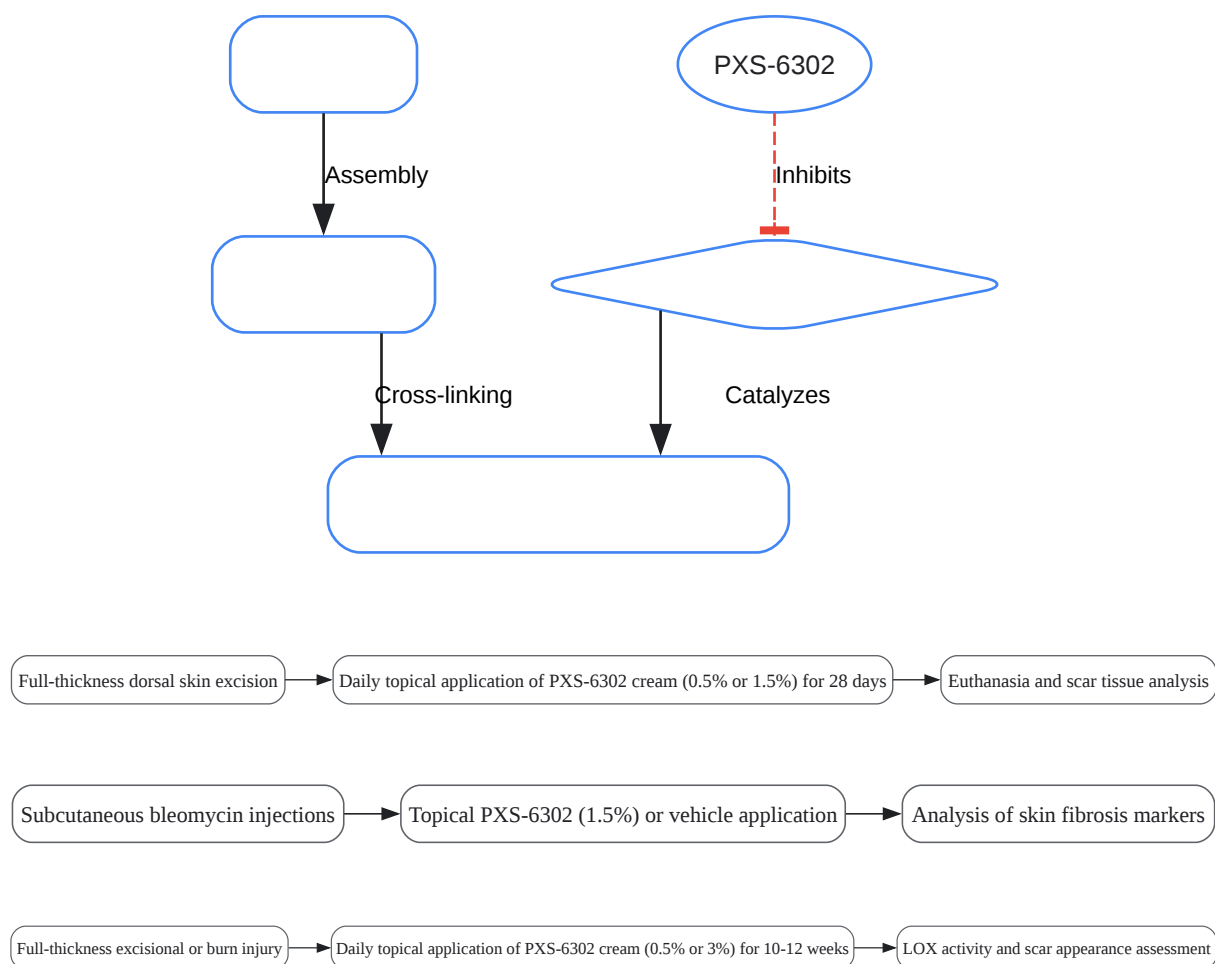 PXS-6302
Assembly
Inhibits
Cross-linking
Catalyzes
Full-thickness dorsal skin excision
Daily topical application of PXS-6302 cream (0.5% or 1.5%) for 28 days
Euthanasia and scar tissue analysis
Subcutaneous bleomycin injections
Topical PXS-6302 (1.5%) or vehicle application
Analysis of skin fibrosis markers
Full-thickness excisional or burn injury
Daily topical application of PXS-6302 cream (0.5% or 3%) for 10-12 weeks
LOX activity and scar appearance assessment